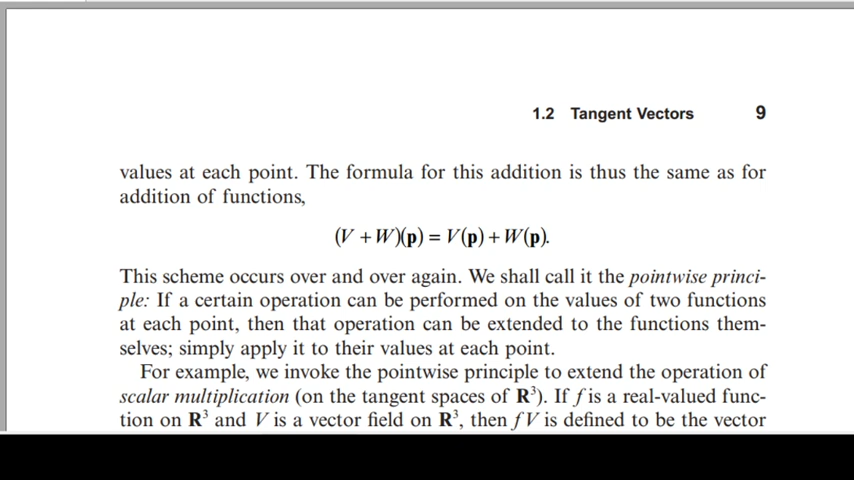 1.2 Tangent Vectors 9
values at each point. The formula for this addition is thus the same as for
addition of functions,
(V + W)(p) = V(p) + W(p).
This scheme occurs over and over again. We shall call it the pointwise princi-
ple: If a certain operation can be performed on the values of two functions
at each point, then that operation can be extended to the functions them-
selves; simply apply it to their values at each point.
For example, we invoke the pointwise principle to extend the operation of
scalar multiplication (on the tangent spaces of R³). If f is a real-valued func-
tion on R³ and V is a vector field on R³, then f V is defined to be the vector